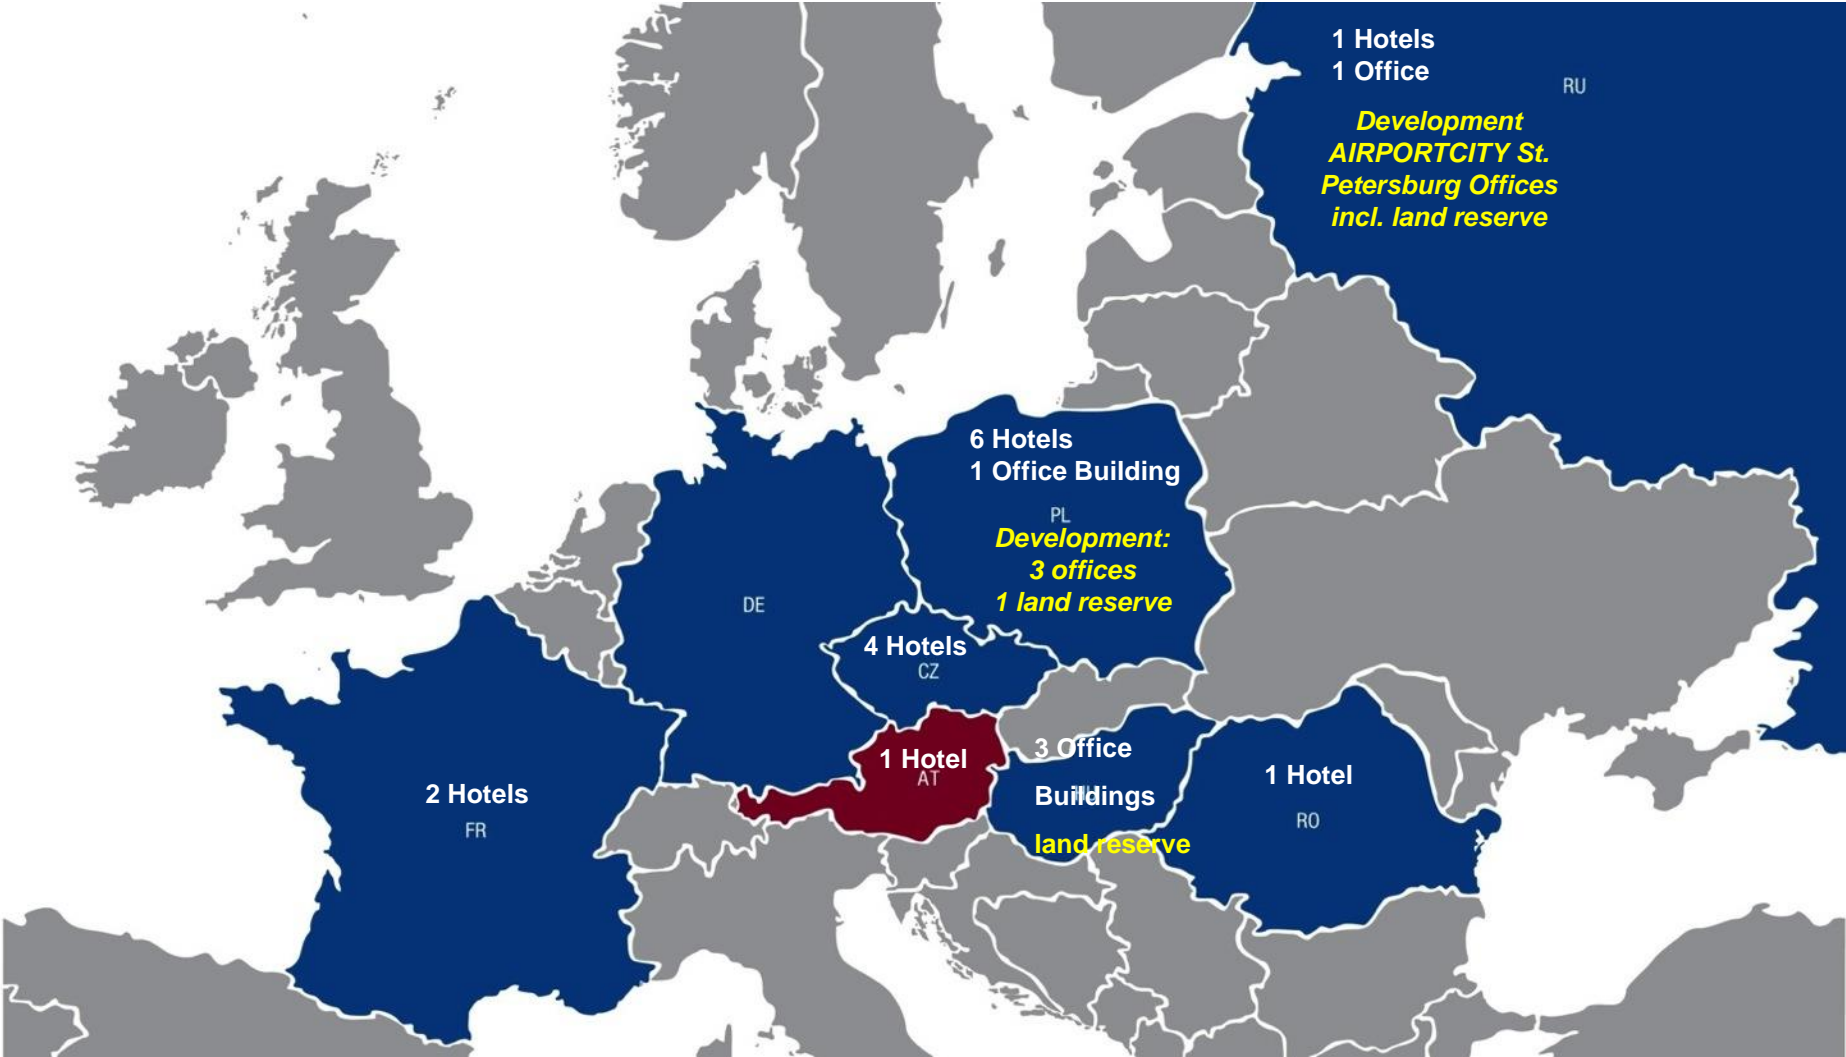 1 Hotels
1 Office
RU
Development
AIRPORTCITY St.
Petersburg Offices
incl. land reserve
6 Hotels
1 Office Building
PL
Development:
3 offices
1 land reserve
DE
4 Hotels
CZ
1 Hotel
AT
3 Office
Buildings
land reserve
1 Hotel
RO
2 Hotels
FR